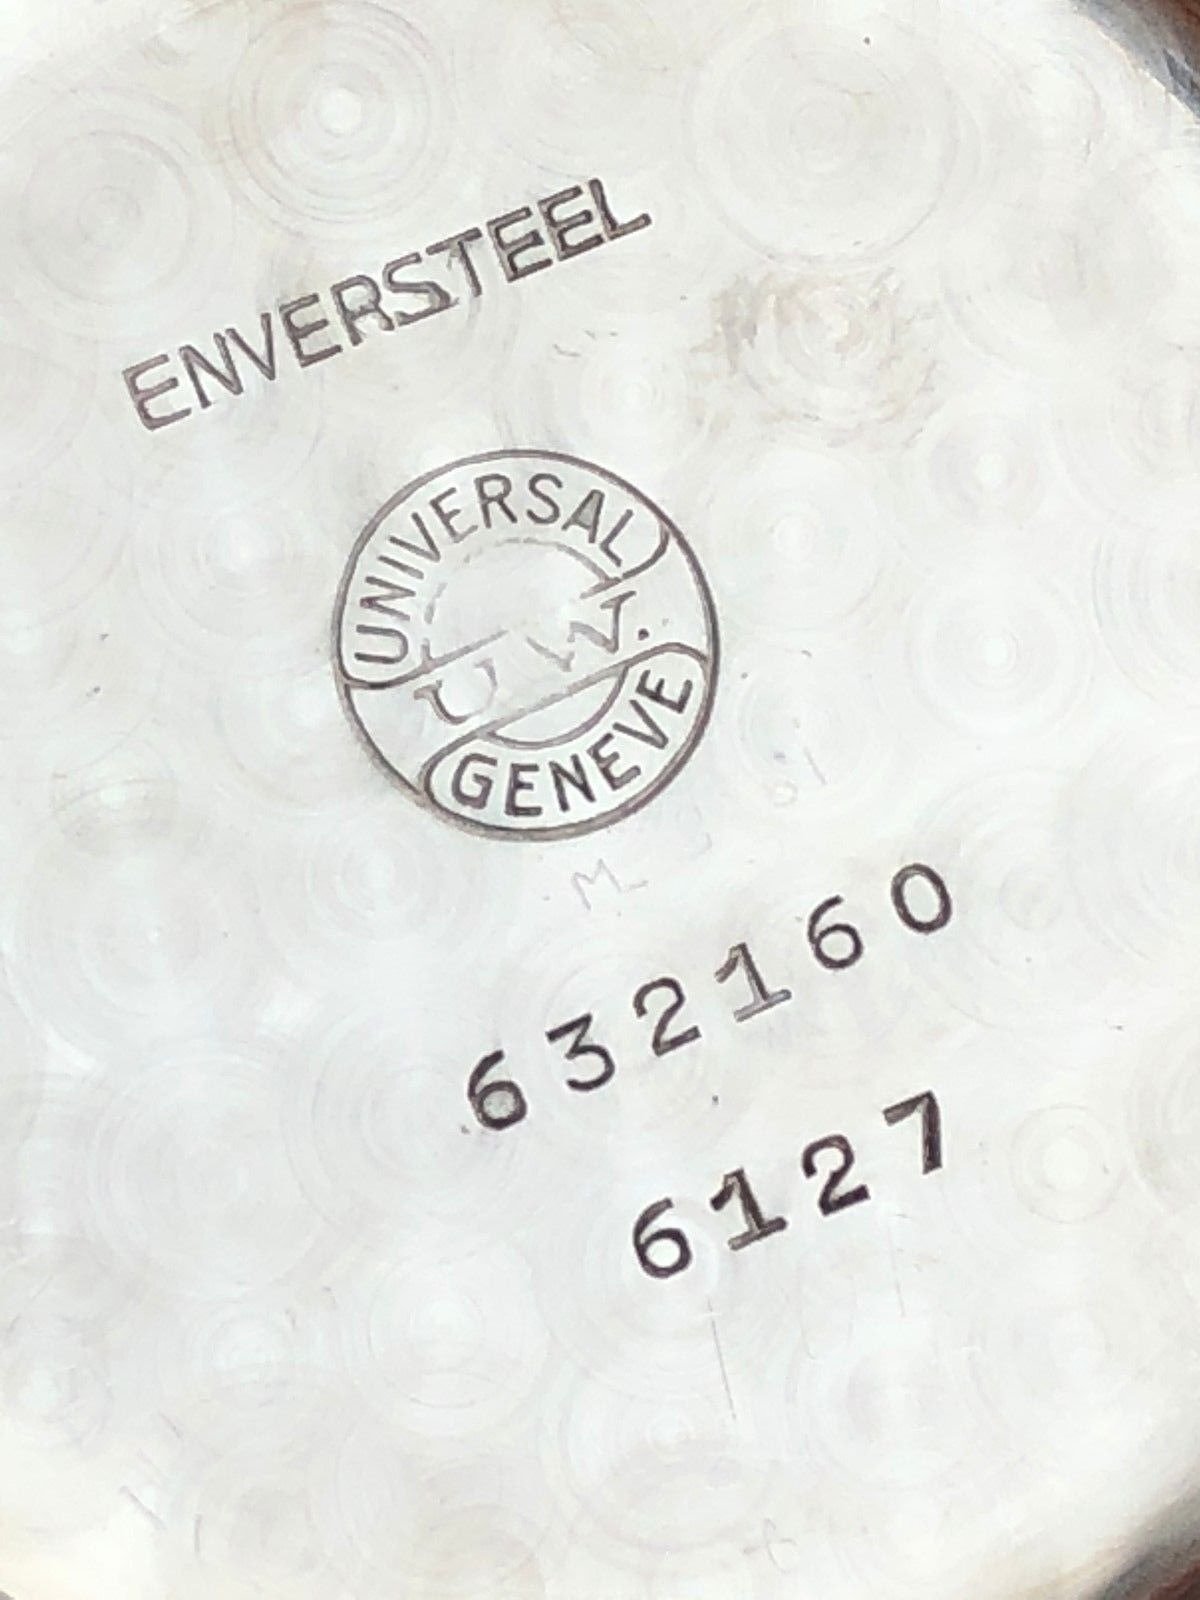 ENVERSTEEL
UNIVERSAL
U W.
GENEVE
M
632160
6127